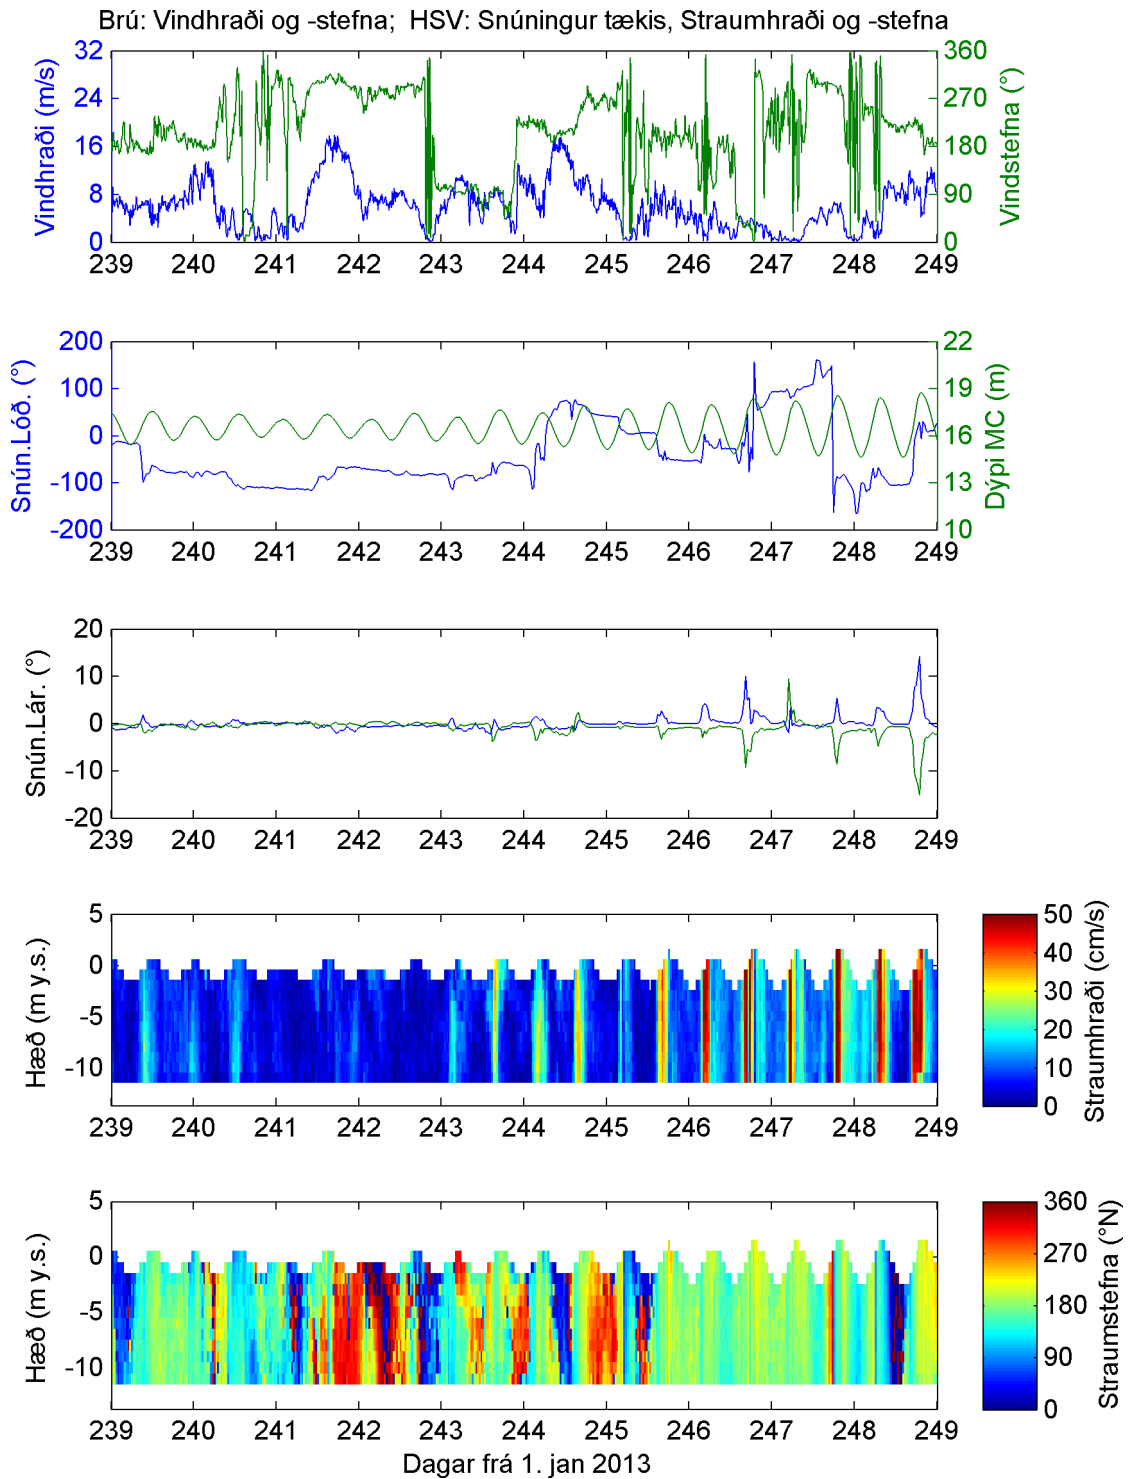 Brú: Vindhraði og -stefna;  HSV: Snúningur tækis, Straumhraði og -stefna
Vindhraði (m/s)
32
24
16
8
0
360
270
180
90
0
Vindstefna (°)
239 240 241 242 243 244 245 246 247 248 249
Snún.Lóð. (°)
200
100
0
-100
-200
22
19
16
13
10
Dýpi MC (m)
239 240 241 242 243 244 245 246 247 248 249
Snún.Lár. (°)
20
10
0
-10
-20
239 240 241 242 243 244 245 246 247 248 249
Hæð (m y.s.)
5
0
-5
-10
239 240 241 242 243 244 245 246 247 248 249
50
40
30
20
10
0
Straumhraði (cm/s)
Hæð (m y.s.)
5
0
-5
-10
239 240 241 242 243 244 245 246 247 248 249
360
270
180
90
0
Straumstefna (°N)
Dagar frá 1. jan 2013